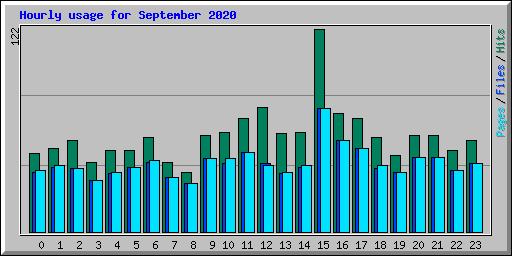 Hourly usage for September 2020
122
Pages / Files / Hits
0 1 2 3 4 5 6 7 8 9 10 11 12 13 14 15 16 17 18 19 20 21 22 23